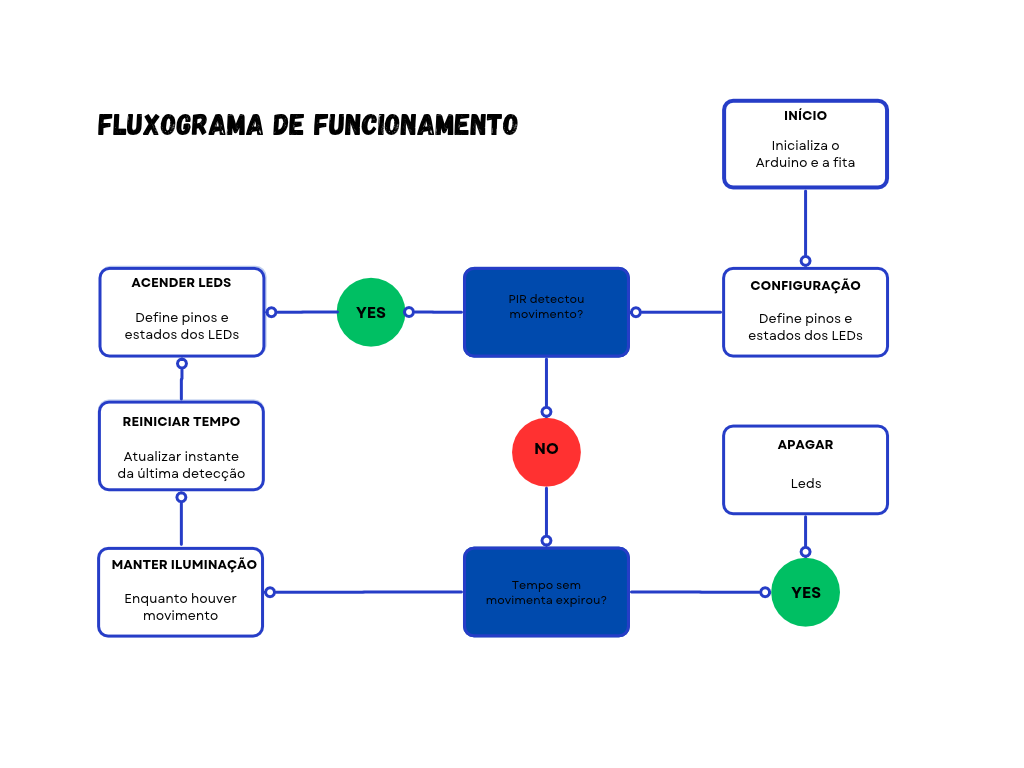 FLUXOGRAMA DE FUNCIONAMENTO
INÍCIO
Inicializa o
Arduino e a fita
CONFIGURAÇÃO
Define pinos e
estados dos LEDs
PIR detectou
movimento?
YES
ACENDER LEDS
Define pinos e
estados dos LEDs
REINICIAR TEMPO
Atualizar instante
da última detecção
NO
APAGAR
Leds
MANTER ILUMINAÇÃO
Enquanto houver
movimento
Tempo sem
movimenta expirou?
YES